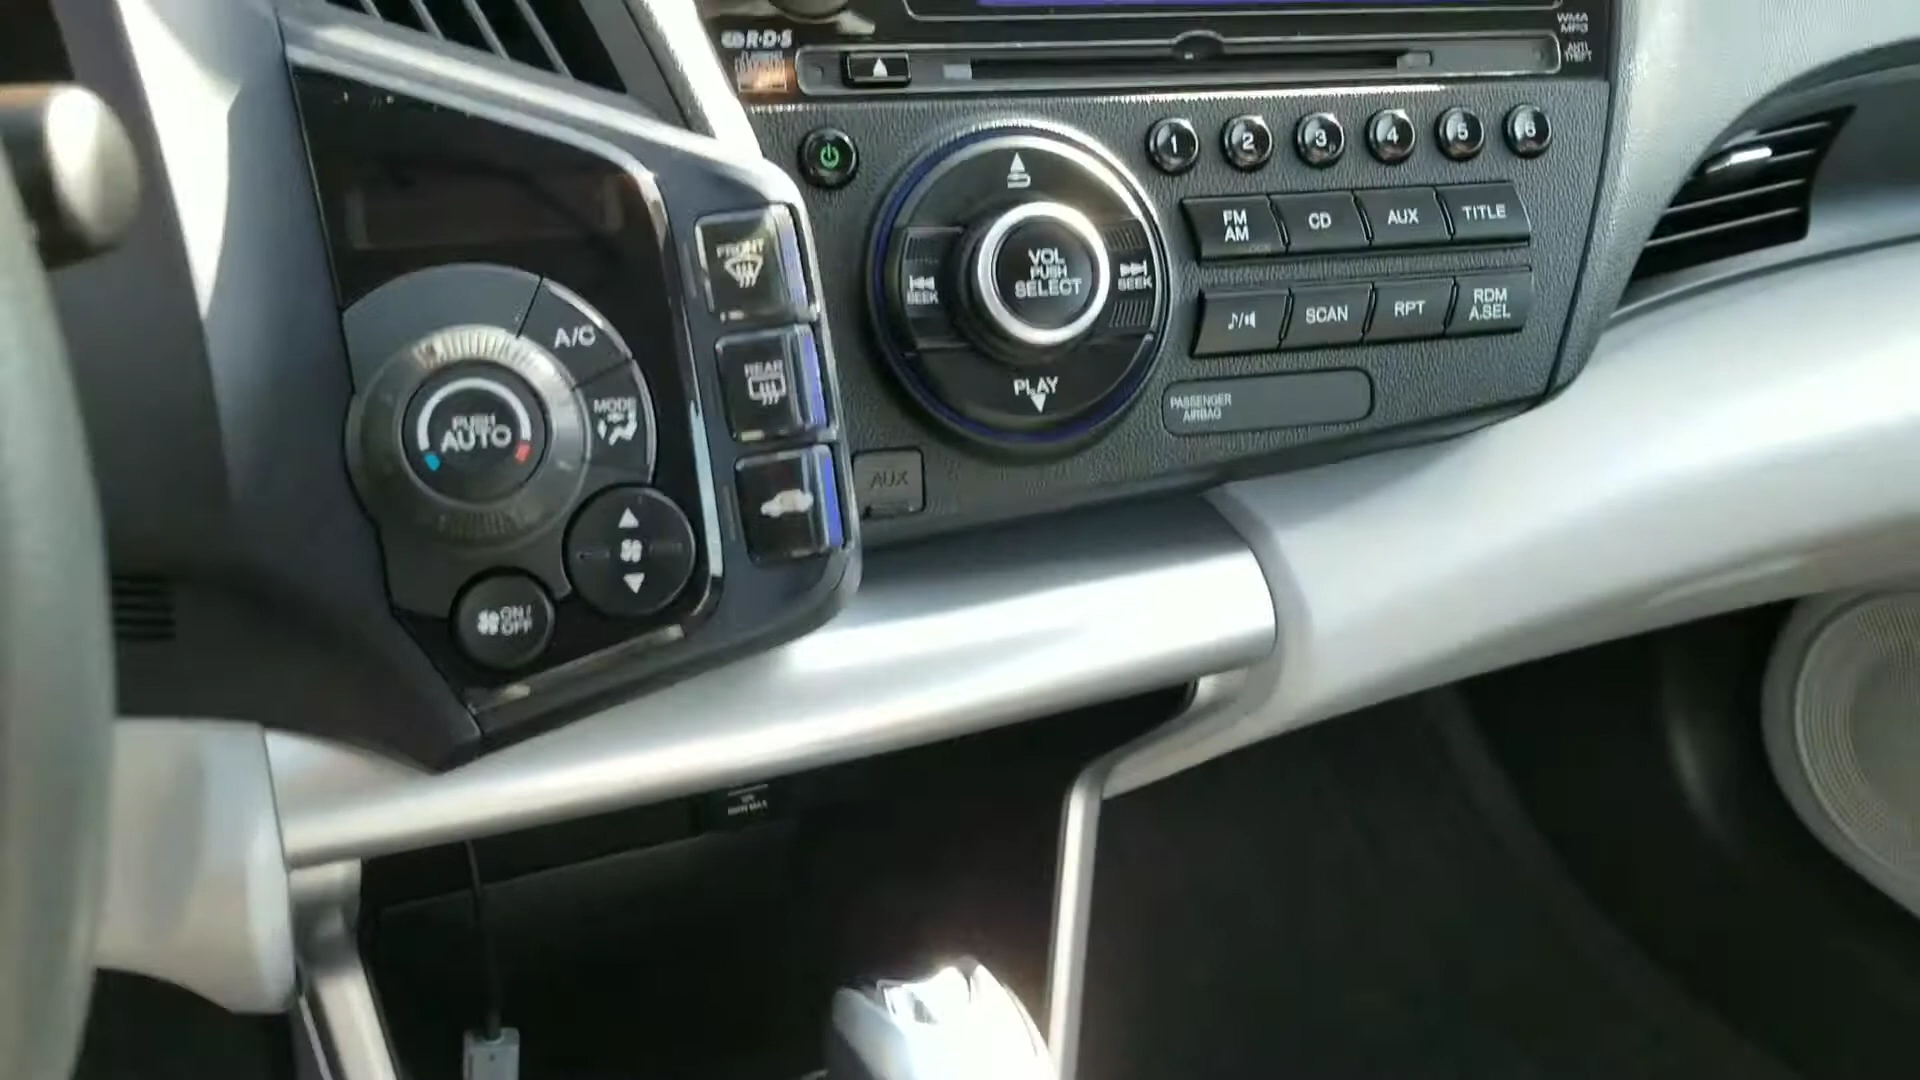 R·D·S
WMA
MP3
ANTI
THEFT
1
2
3
4
5
6
FM
AM
CD
AUX
TITLE
SCAN
RPT
RDM
A.SEL
VOL
PUSH
SELECT
SEEK
SEEK
PLAY
PASSENGER
AIRBAG
AUX
FRONT
REAR
A/C
MODE
PUSH
AUTO
ON/
OFF